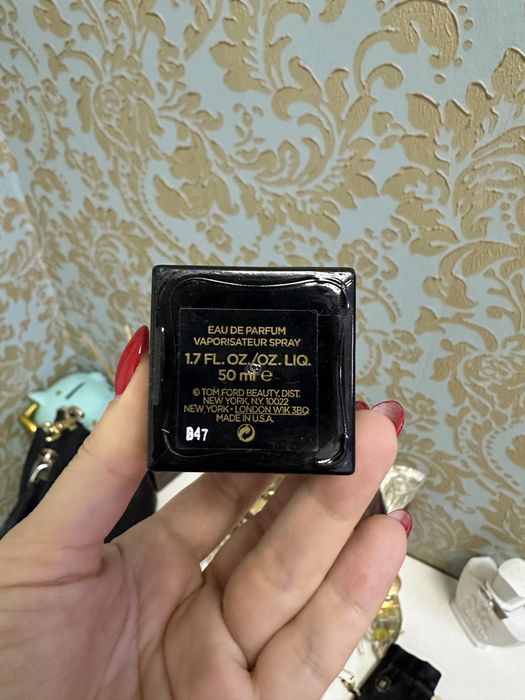 EAU DE PARFUM
VAPORISATEUR SPRAY
1.7 FL. OZ./OZ. LIQ.
50 ml e
© TOM FORD BEAUTY, DIST.
NEW YORK, N.Y. 10022
NEW YORK • LONDON W1K 3BQ
MADE IN U.S.A.
B47